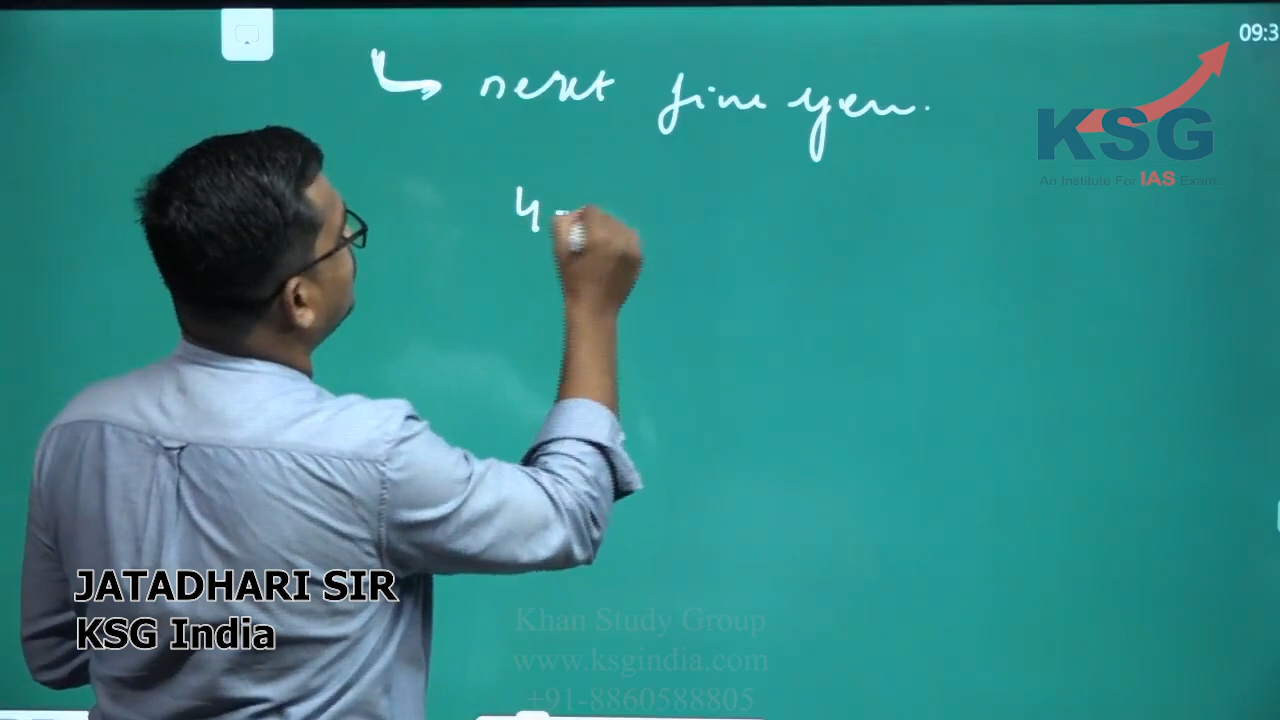 09:3
↳ next five year.
KSG
An Institute For IAS Exam...
4
JATADHARI SIR
KSG India
Khan Study Group
www.ksgindia.com
+91-8860588805